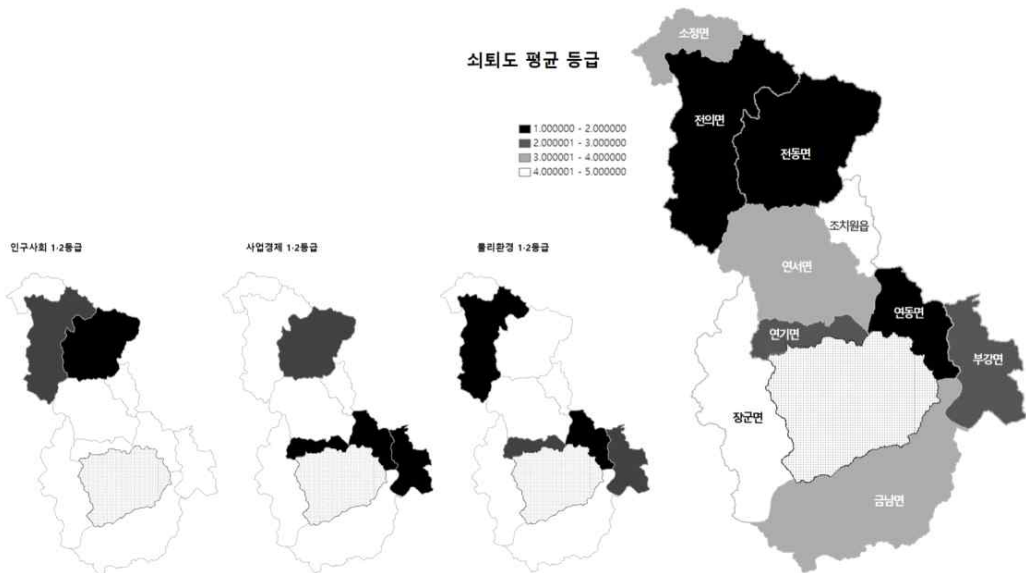 쇠퇴도 평균 등급
1.000000 - 2.000000
2.000001 - 3.000000
3.000001 - 4.000000
4.000001 - 5.000000
소정면
전의면
전동면
조치원읍
연서면
연동면
연기면
부강면
장군면
금남면
인구사회 1·2등급
사업경제 1·2등급
물리환경 1·2등급